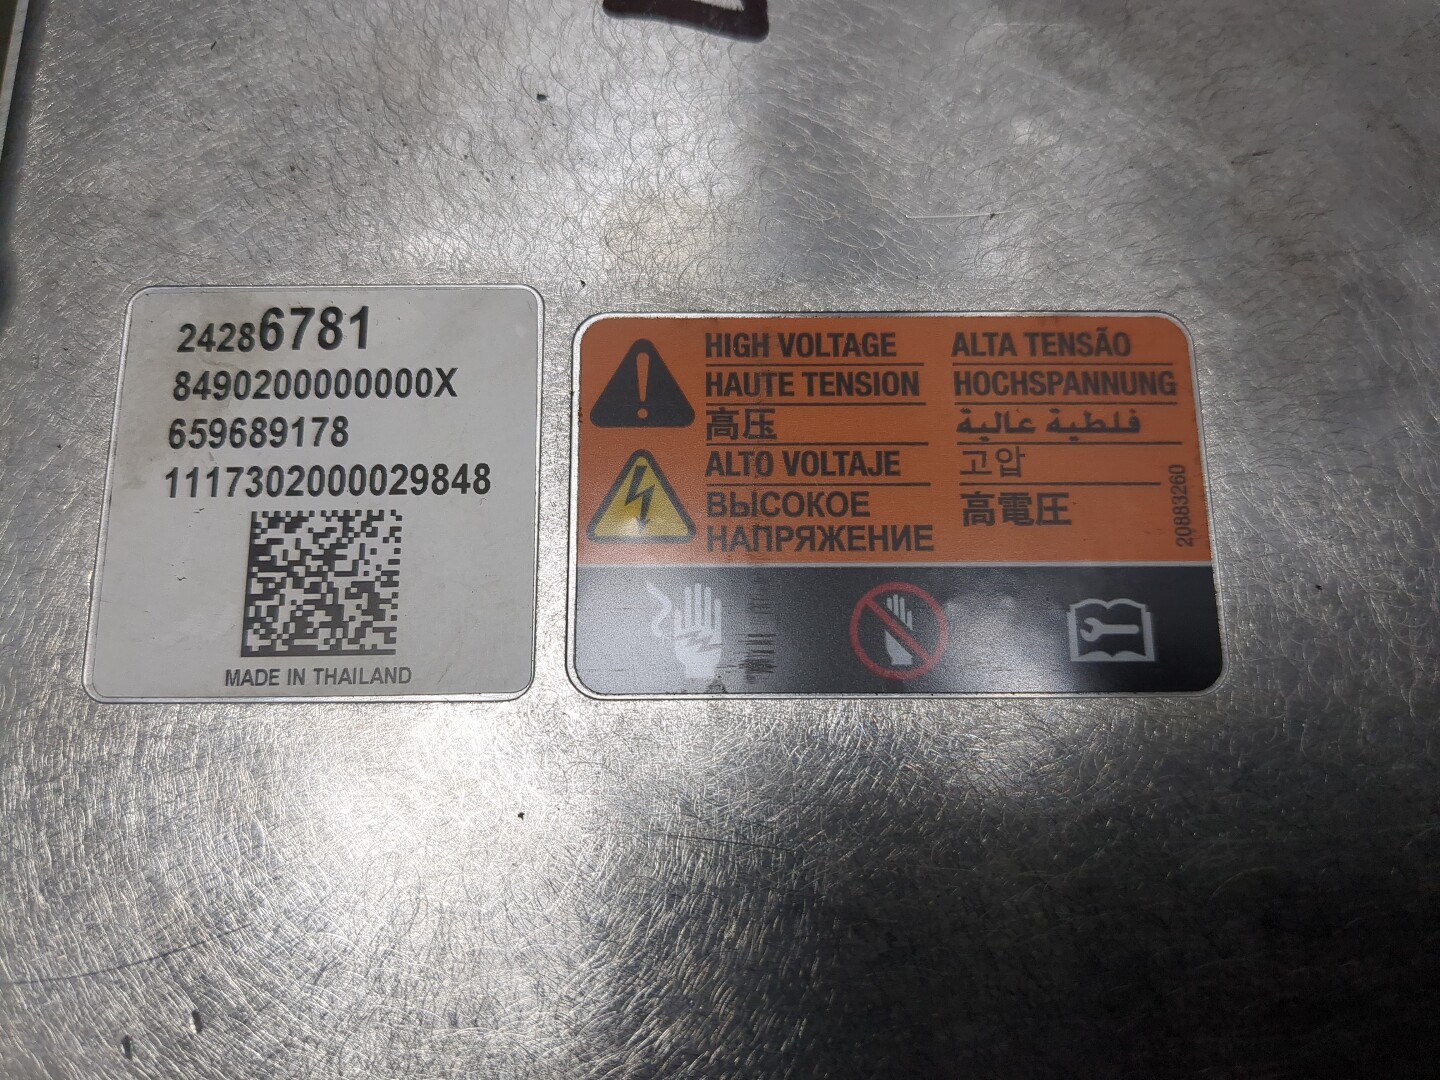 24286781
8490200000000X
659689178
1117302000029848
MADE IN THAILAND
HIGH VOLTAGE
HAUTE TENSION
高压
ALTO VOLTAJE
ВЫСОКОЕ
НАПРЯЖЕНИЕ
ALTA TENSÃO
HOCHSPANNUNG
فلطية عالية
고압
高電圧
20883260